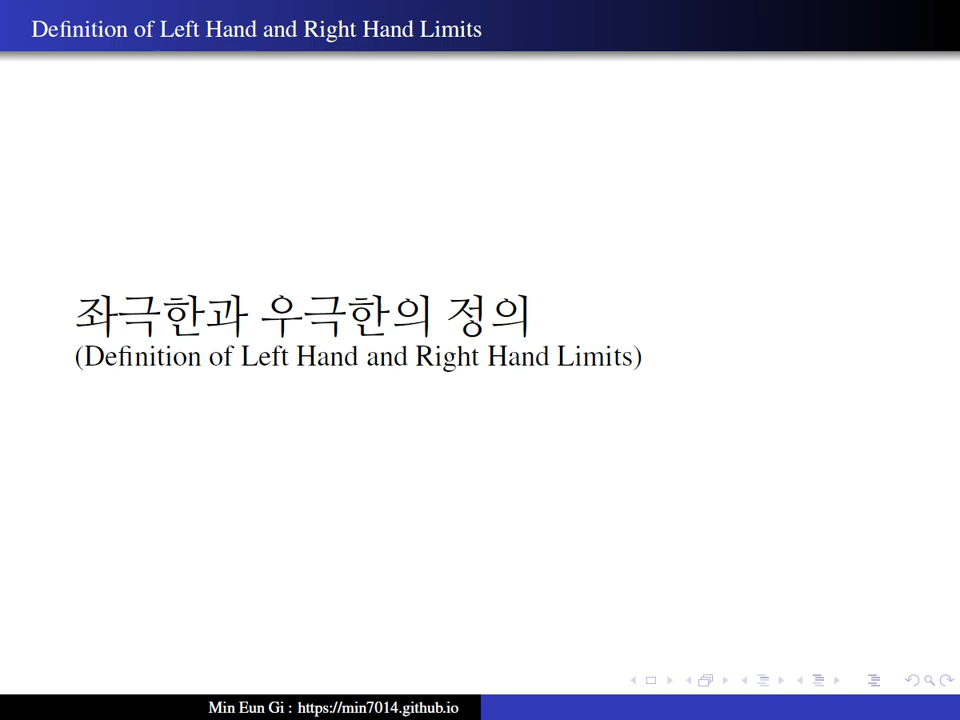 Definition of Left Hand and Right Hand Limits
좌극한과 우극한의 정의
(Definition of Left Hand and Right Hand Limits)
Min Eun Gi : https://min7014.github.io